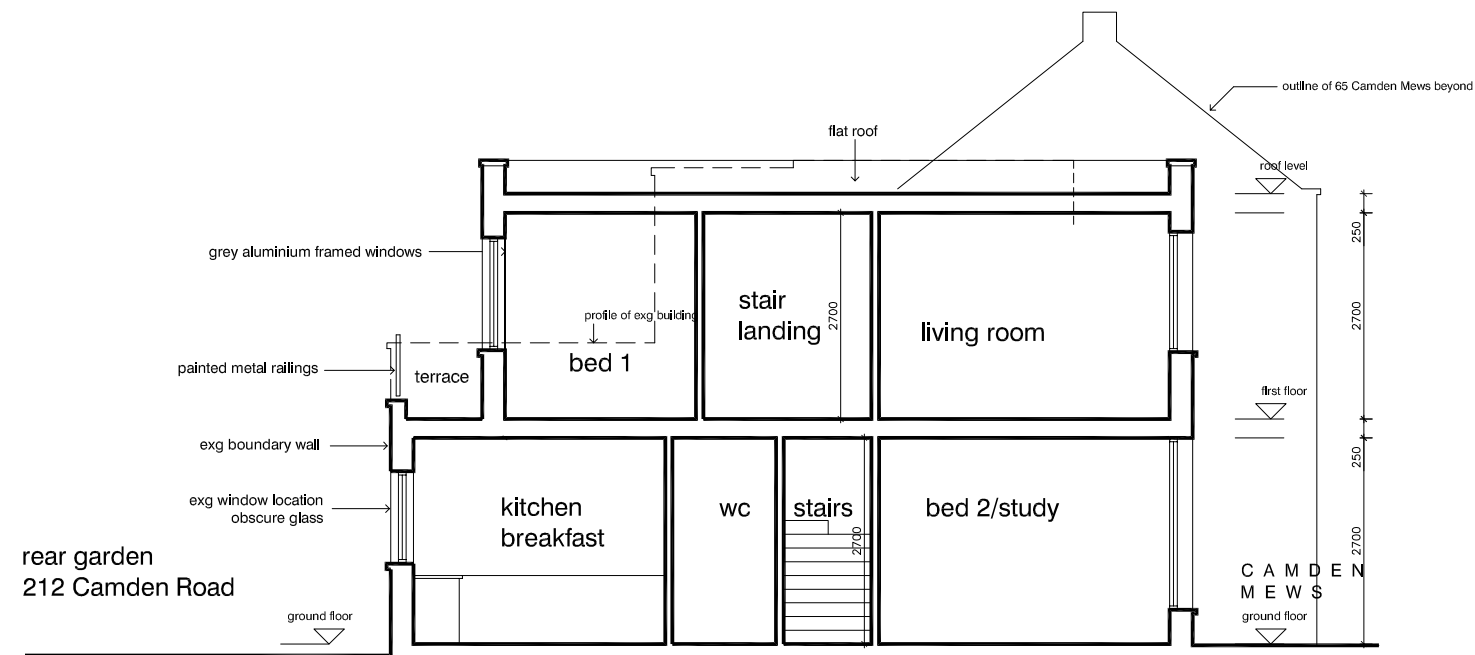 outline of 65 Camden Mews beyond
flat roof
roof level
grey aluminium framed windows
250
stair
landing
2700
2700
profile of exg building
living room
bed 1
painted metal railings
terrace
first floor
exg boundary wall
250
exg window location
obscure glass
kitchen
breakfast
wc
stairs
bed 2/study
2700
2700
rear garden
212 Camden Road
CAMDEN
MEWS
ground floor
ground floor